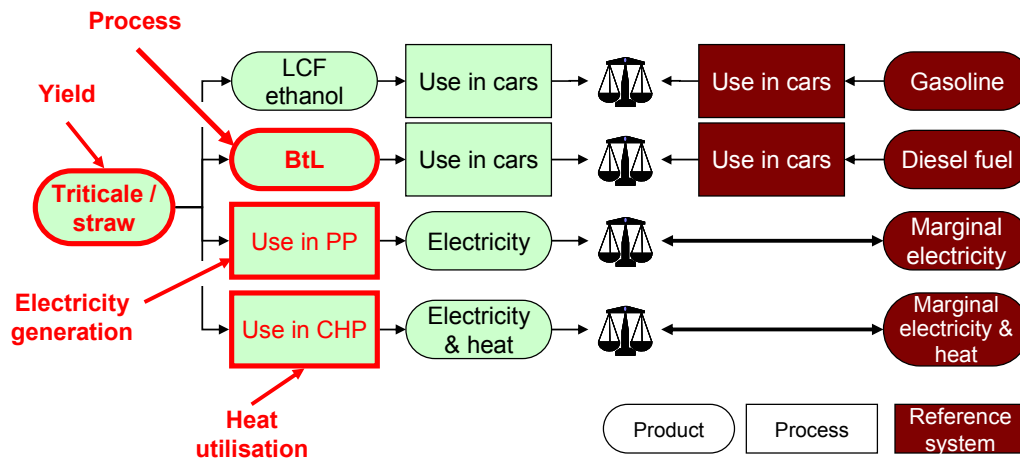 Process
LCF
ethanol
Use in cars
Use in cars
Gasoline
Yield
BtL
Use in cars
Use in cars
Diesel fuel
Triticale /
straw
Use in PP
Electricity
Marginal
electricity
Electricity
generation
Use in CHP
Electricity
& heat
Marginal
electricity &
heat
Heat
utilisation
Product
Process
Reference
system